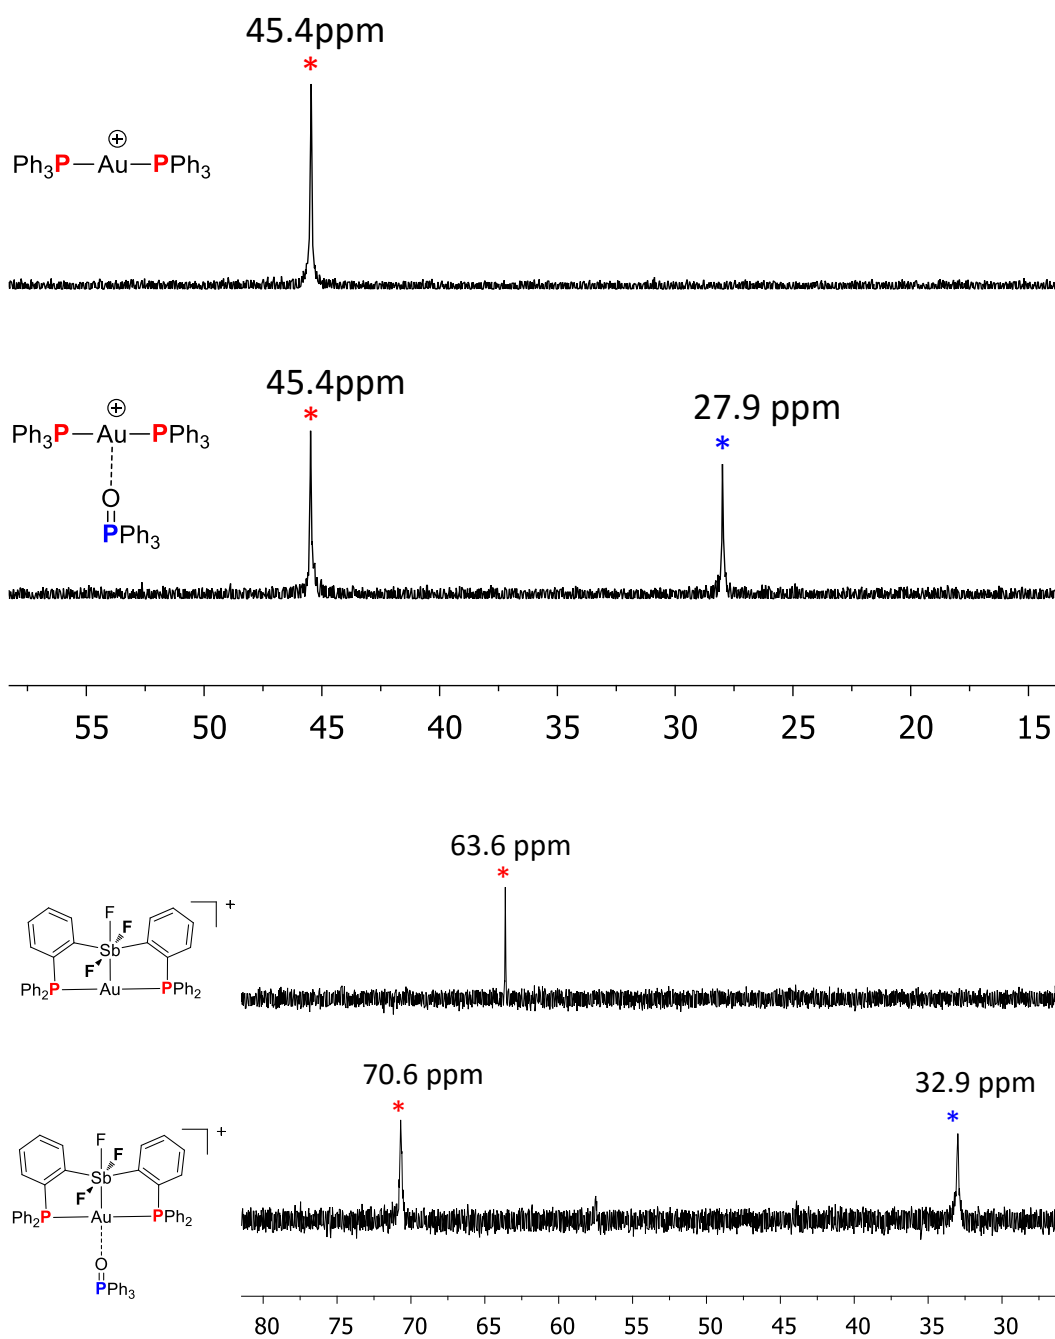 45.4ppm
*
⊕
Ph3P—Au—PPh3
45.4ppm
27.9 ppm
*
*
⊕
Ph3P—Au—PPh3
O
PPh3
55 50 45 40 35 30 25 20 15
63.6 ppm
*
+
F
F
Sb
F
Ph2P Au PPh2
70.6 ppm
32.9 ppm
*
*
+
F
F
Sb
F
Ph2P Au PPh2
O
PPh3
80 75 70 65 60 55 50 45 40 35 30